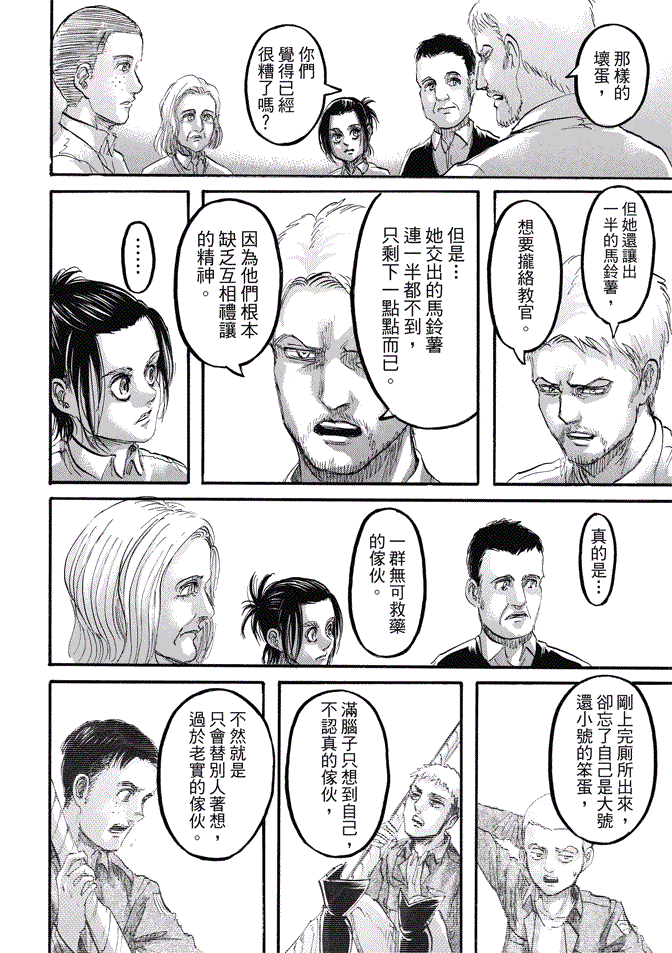 那樣的
壞蛋，
你們
覺得已經
很糟了嗎？
但她還讓出
一半的馬鈴薯，
想要攏絡教官。
但是…
她交出的馬鈴薯
連一半都不到，
只剩下一點點而已。
因為他們根本
缺乏互相禮讓
的精神。
……
真的是…
一群無可救藥
的傢伙。
剛上完廁所出來，
卻忘了自己是大號
還小號的笨蛋，
滿腦子只想到自己，
不認真的傢伙，
不然就是
只會替別人著想，
過於老實的傢伙。